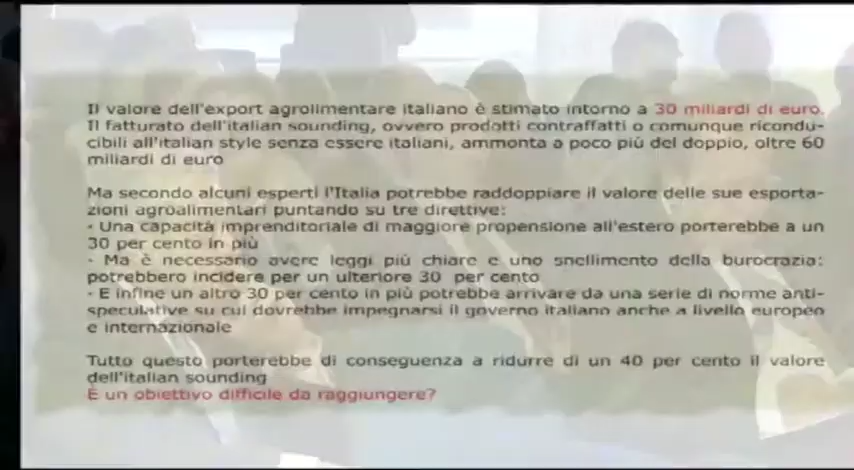 Il valore dell'export agrolimentare italiano è stimato intorno a 30 miliardi di euro.
Il fatturato dell'italian sounding, ovvero prodotti contraffatti o comunque ricondu-
cibili all'italian style senza essere italiani, ammonta a poco più del doppio, oltre 60
miliardi di euro
Ma secondo alcuni esperti l'Italia potrebbe raddoppiare il valore delle sue esporta-
zioni agroalimentari puntando su tre direttive:
- Una capacità imprenditoriale di maggiore propensione all'estero porterebbe a un
30 per cento in più
- Ma è necessario avere leggi più chiare e uno snellimento della burocrazia:
potrebbero incidere per un ulteriore 30 per cento
- E infine un altro 30 per cento in più potrebbe arrivare da una serie di norme anti-
speculative su cui dovrebbe impegnarsi il governo italiano anche a livello europeo
e internazionale
Tutto questo porterebbe di conseguenza a ridurre di un 40 per cento il valore
dell'italian sounding
È un obiettivo difficile da raggiungere?